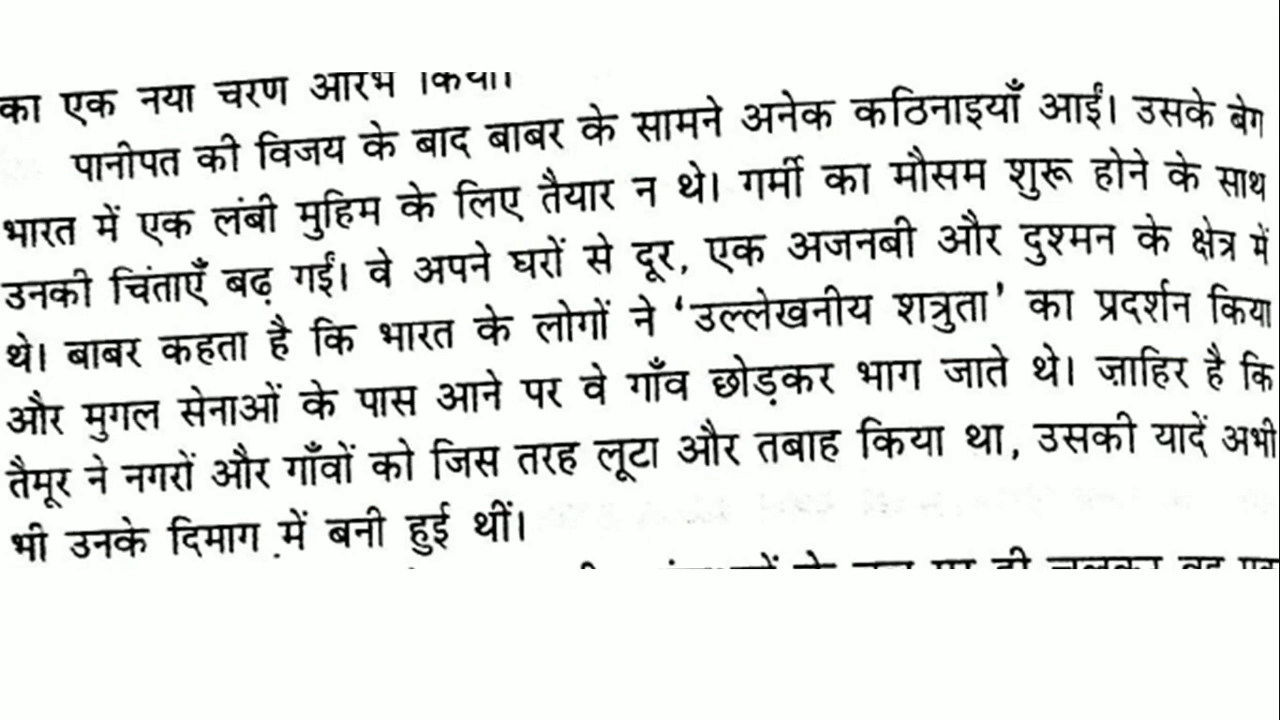 का एक नया चरण आरंभ किया।
पानीपत की विजय के बाद बाबर के सामने अनेक कठिनाइयाँ आईं। उसके बेग
भारत में एक लंबी मुहिम के लिए तैयार न थे। गर्मी का मौसम शुरू होने के साथ
उनकी चिंताएँ बढ़ गईं। वे अपने घरों से दूर, एक अजनबी और दुश्मन के क्षेत्र में
थे। बाबर कहता है कि भारत के लोगों ने ‘उल्लेखनीय शत्रुता’ का प्रदर्शन किया
और मुगल सेनाओं के पास आने पर वे गाँव छोड़कर भाग जाते थे। ज़ाहिर है कि
तैमूर ने नगरों और गाँवों को जिस तरह लूटा और तबाह किया था, उसकी यादें अभी
भी उनके दिमाग में बनी हुई थीं।